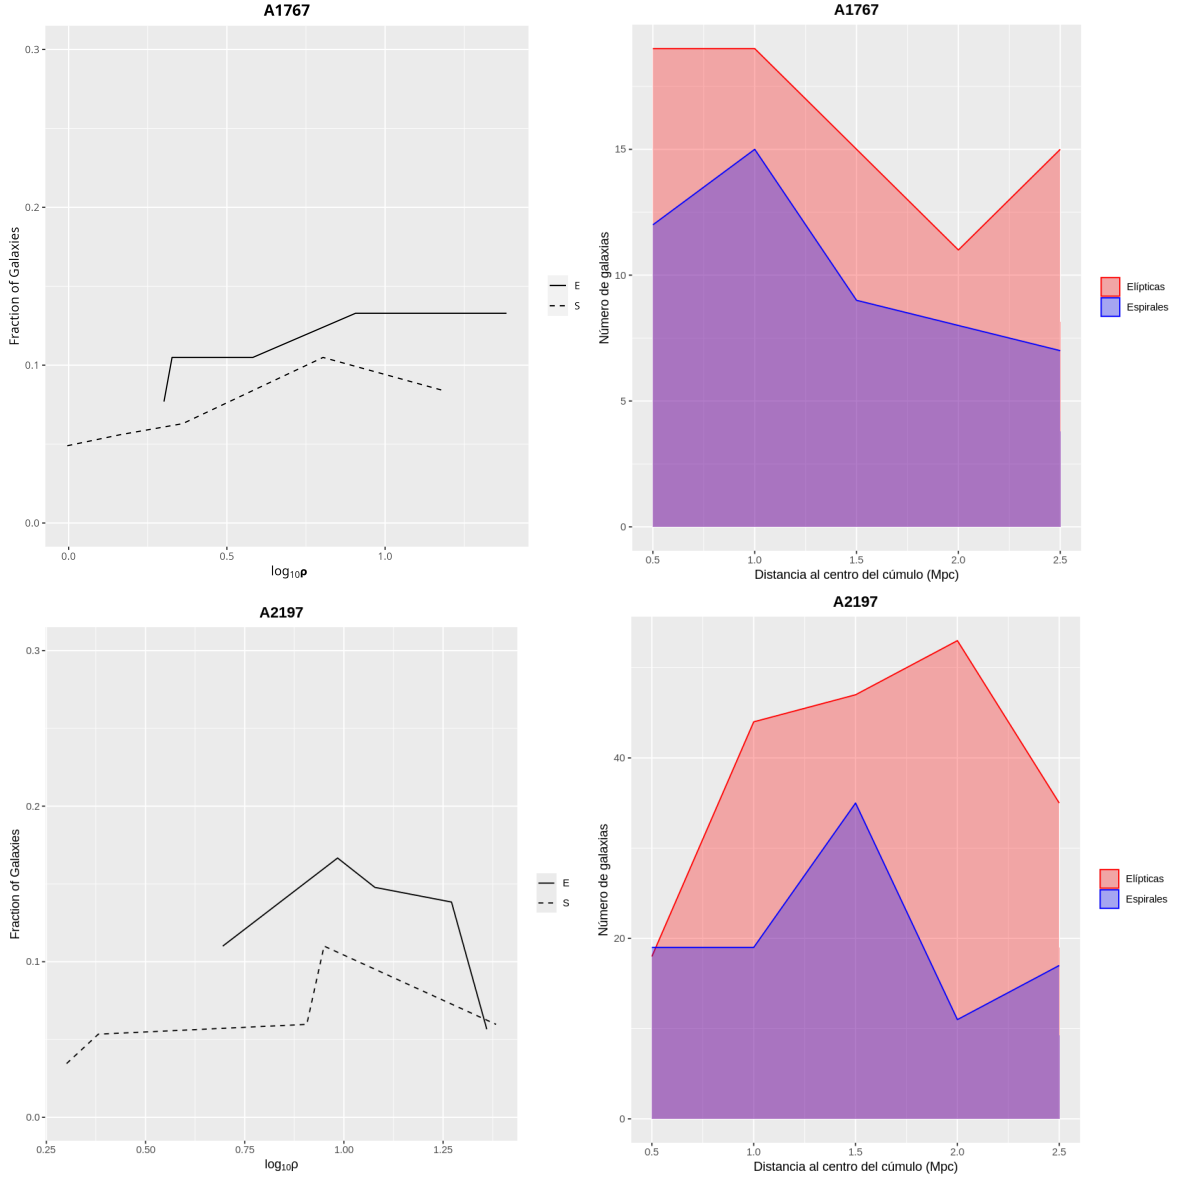 A1767
0.3
0.2
0.1
0.0
Fraction of Galaxies
0.0 0.5 1.0
log₁₀ρ
E
S
A1767
15
10
5
0
Número de galaxias
0.5 1.0 1.5 2.0 2.5
Distancia al centro del cúmulo (Mpc)
Elípticas
Espirales
A2197
0.3
0.2
0.1
0.0
Fraction of Galaxies
0.25 0.50 0.75 1.00 1.25
log₁₀ρ
E
S
A2197
40
20
0
Número de galaxias
0.5 1.0 1.5 2.0 2.5
Distancia al centro del cúmulo (Mpc)
Elípticas
Espirales